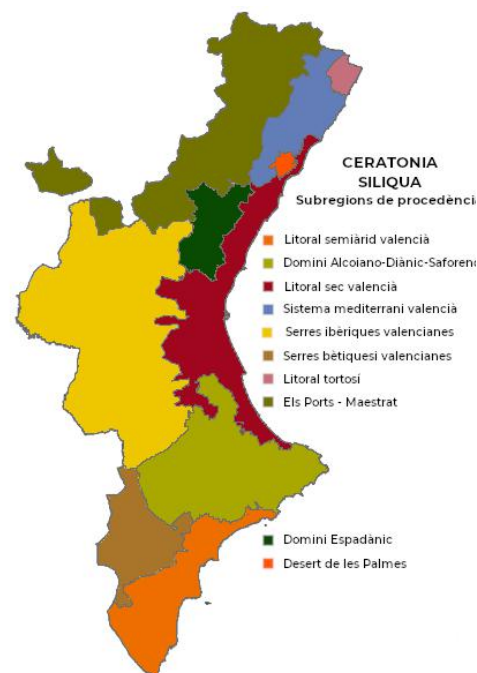 CERATONIA
SILIQUA
Subregions de procedènci
Litoral semiàrid valencià
Domini Alcoiano-Diànic-Saforenc
Litoral sec valencià
Sistema mediterrani valencià
Serres ibèriques valencianes
Serres bètiquesi valencianes
Litoral tortosí
Els Ports - Maestrat
Domini Espadànic
Desert de les Palmes